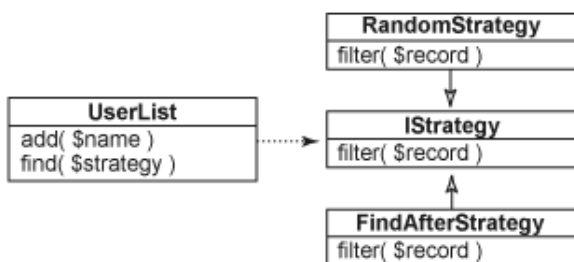 RandomStrategy
filter( $record )
UserList
add( $name )
find( $strategy )
IStrategy
filter( $record )
FindAfterStrategy
filter( $record )